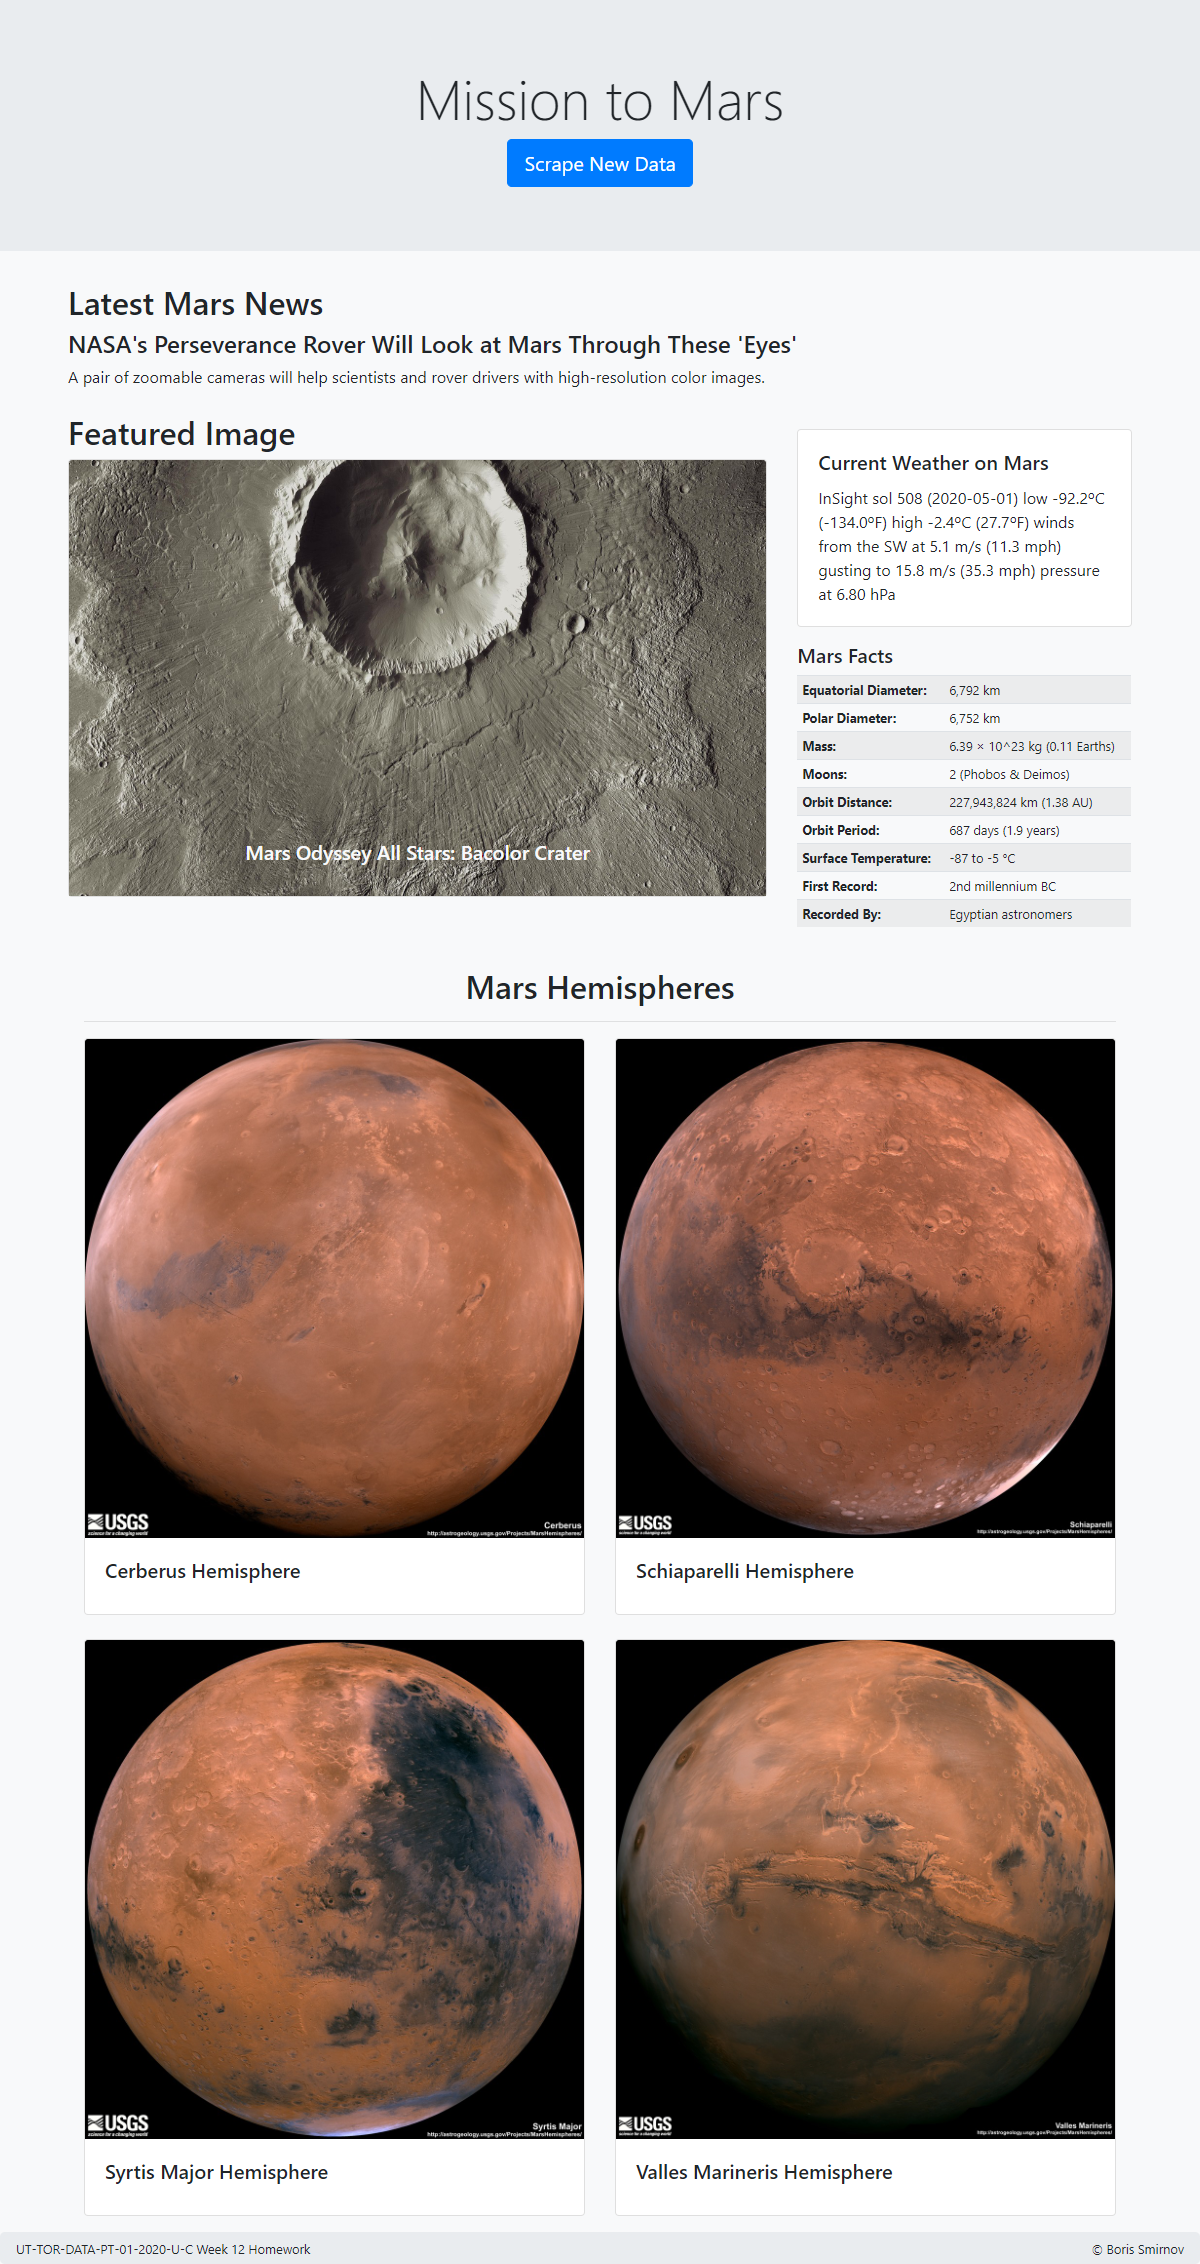 Mission to Mars
Scrape New Data
Latest Mars News
NASA's Perseverance Rover Will Look at Mars Through These 'Eyes'
A pair of zoomable cameras will help scientists and rover drivers with high-resolution color images.
Featured Image
Mars Odyssey All Stars: Bacolor Crater
Current Weather on Mars
InSight sol 508 (2020-05-01) low -92.2ºC
(-134.0ºF) high -2.4ºC (27.7ºF) winds
from the SW at 5.1 m/s (11.3 mph)
gusting to 15.8 m/s (35.3 mph) pressure
at 6.80 hPa
Mars Facts
Equatorial Diameter: 6,792 km
Polar Diameter: 6,752 km
Mass: 6.39 × 10^23 kg (0.11 Earths)
Moons: 2 (Phobos & Deimos)
Orbit Distance: 227,943,824 km (1.38 AU)
Orbit Period: 687 days (1.9 years)
Surface Temperature: -87 to -5 °C
First Record: 2nd millennium BC
Recorded By: Egyptian astronomers
Mars Hemispheres
USGS
science for a changing world
Cerberus
http://astrogeology.usgs.gov/Projects/MarsHemispheres/
Cerberus Hemisphere
USGS
science for a changing world
Schiaparelli
http://astrogeology.usgs.gov/Projects/MarsHemispheres/
Schiaparelli Hemisphere
USGS
science for a changing world
Syrtis Major
http://astrogeology.usgs.gov/Projects/MarsHemispheres/
Syrtis Major Hemisphere
USGS
science for a changing world
Valles Marineris
http://astrogeology.usgs.gov/Projects/MarsHemispheres/
Valles Marineris Hemisphere
UT-TOR-DATA-PT-01-2020-U-C Week 12 Homework
© Boris Smirnov